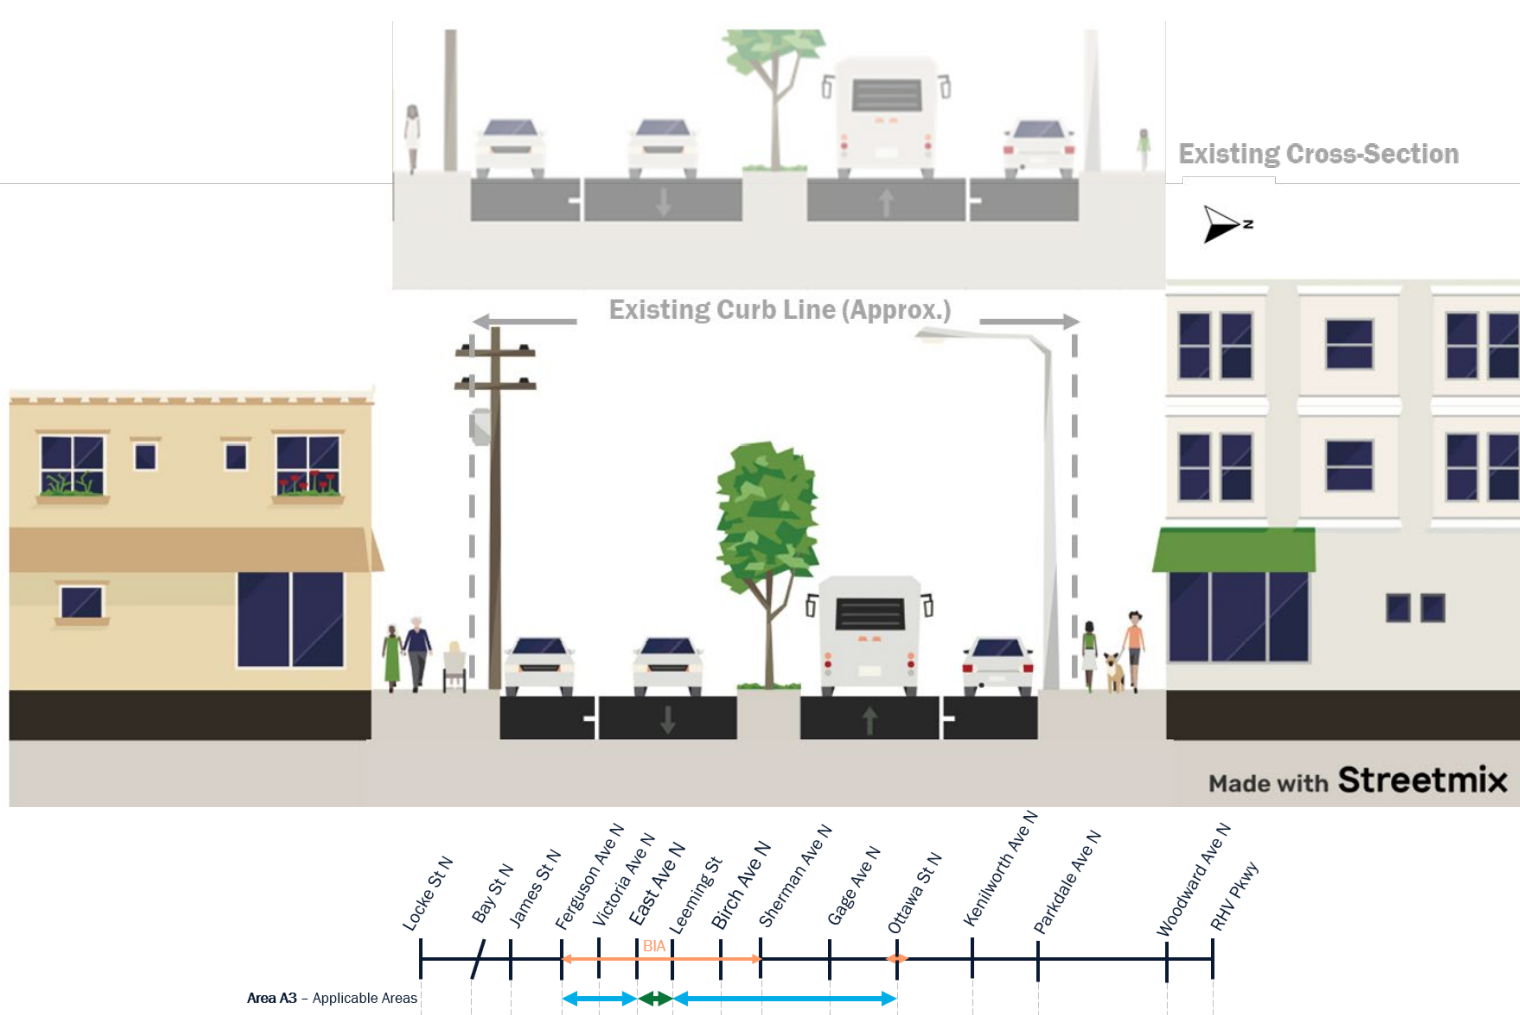 Existing Cross-Section
N
Existing Curb Line (Approx.)
Made with Streetmix
Locke St N
Bay St N
James St N
Ferguson Ave N
Victoria Ave N
East Ave N
Leeming St
Birch Ave N
Sherman Ave N
Gage Ave N
Ottawa St N
Kenilworth Ave N
Parkdale Ave N
Woodward Ave N
RHV Pkwy
BIA
Area A3 – Applicable Areas